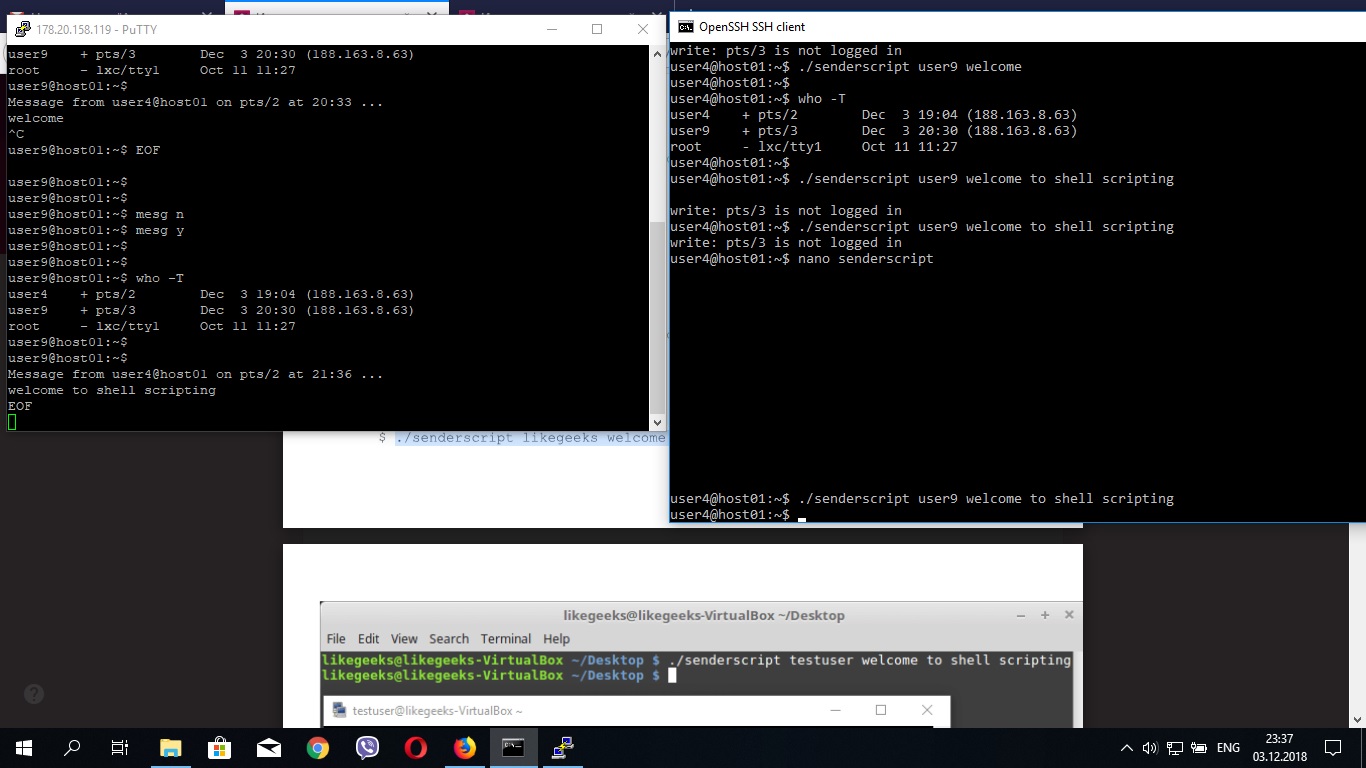 178.20.158.119 - PuTTY
user9    + pts/3        Dec  3 20:30 (188.163.8.63)
root     - lxc/tty1     Oct 11 11:27
user9@host01:~$
Message from user4@host01 on pts/2 at 20:33 ...
welcome
^C
user9@host01:~$ EOF
user9@host01:~$
user9@host01:~$
user9@host01:~$ mesg n
user9@host01:~$ mesg y
user9@host01:~$
user9@host01:~$
user9@host01:~$ who -T
user4    + pts/2        Dec  3 19:04 (188.163.8.63)
user9    + pts/3        Dec  3 20:30 (188.163.8.63)
root     - lxc/tty1     Oct 11 11:27
user9@host01:~$
user9@host01:~$
Message from user4@host01 on pts/2 at 21:36 ...
welcome to shell scripting
EOF
OpenSSH SSH client
write: pts/3 is not logged in
user4@host01:~$ ./senderscript user9 welcome
user4@host01:~$
user4@host01:~$ who -T
user4    + pts/2        Dec  3 19:04 (188.163.8.63)
user9    + pts/3        Dec  3 20:30 (188.163.8.63)
root     - lxc/tty1     Oct 11 11:27
user4@host01:~$
user4@host01:~$ ./senderscript user9 welcome to shell scripting
write: pts/3 is not logged in
user4@host01:~$ ./senderscript user9 welcome to shell scripting
write: pts/3 is not logged in
user4@host01:~$ nano senderscript
user4@host01:~$ ./senderscript user9 welcome to shell scripting
user4@host01:~$
$ ./senderscript likegeeks welcome
likegeeks@likegeeks-VirtualBox ~/Desktop
File Edit View Search Terminal Help
likegeeks@likegeeks-VirtualBox ~/Desktop $ ./senderscript testuser welcome to shell scripting
likegeeks@likegeeks-VirtualBox ~/Desktop $
testuser@likegeeks-VirtualBox ~
ENG
23:37
03.12.2018